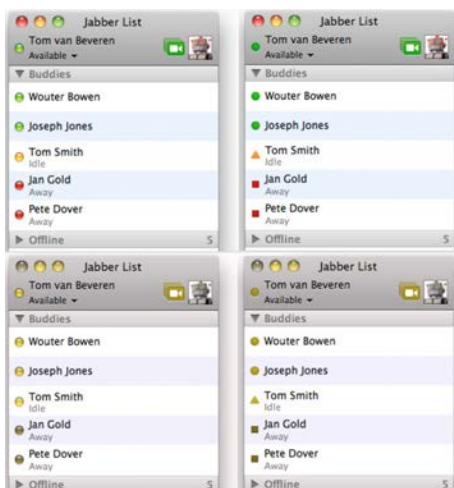 Jabber List
Tom van Beveren
Available
Buddies
Wouter Bowen
Joseph Jones
Tom Smith
Idle
Jan Gold
Away
Pete Dover
Away
Offline 5
Jabber List
Tom van Beveren
Available
Buddies
Wouter Bowen
Joseph Jones
Tom Smith
Idle
Jan Gold
Away
Pete Dover
Away
Offline 5
Jabber List
Tom van Beveren
Available
Buddies
Wouter Bowen
Joseph Jones
Tom Smith
Idle
Jan Gold
Away
Pete Dover
Away
Offline 5
Jabber List
Tom van Beveren
Available
Buddies
Wouter Bowen
Joseph Jones
Tom Smith
Idle
Jan Gold
Away
Pete Dover
Away
Offline 5